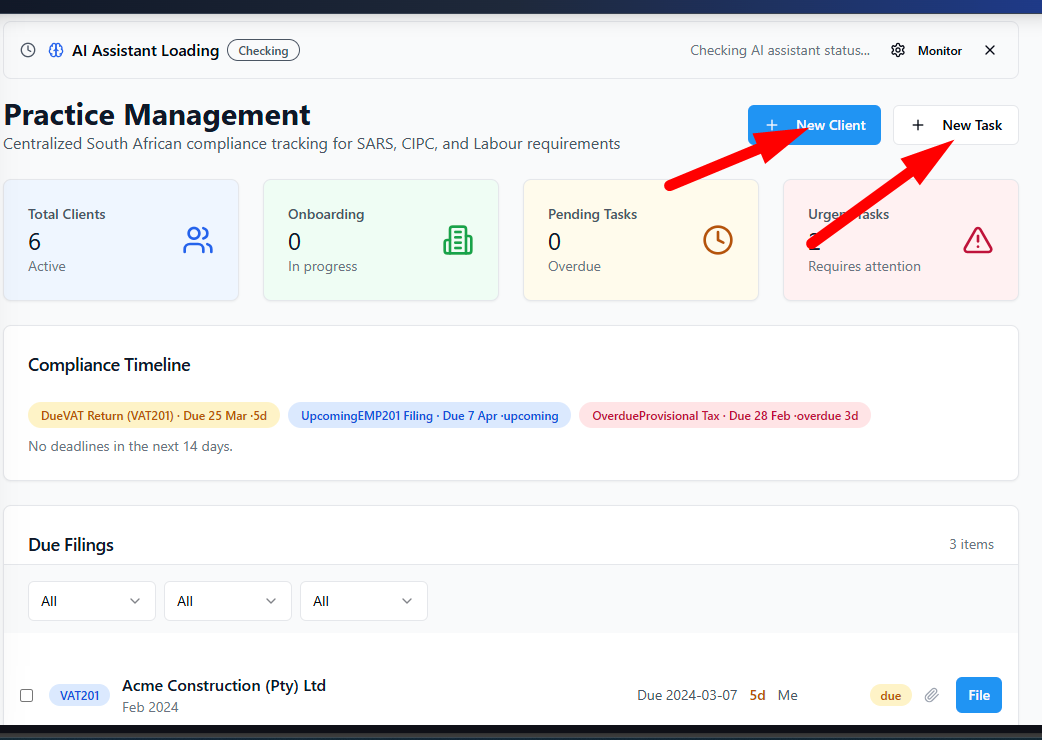 AI Assistant Loading Checking Checking AI assistant status... Monitor
Practice Management
+ New Client + New Task
Centralized South African compliance tracking for SARS, CIPC, and Labour requirements
Total Clients
6
Active
Onboarding
0
In progress
Pending Tasks
0
Overdue
Urgent Tasks
2
Requires attention
Compliance Timeline
DueVAT Return (VAT201) · Due 25 Mar ·5d UpcomingEMP201 Filing · Due 7 Apr ·upcoming OverdueProvisional Tax · Due 28 Feb ·overdue 3d
No deadlines in the next 14 days.
Due Filings 3 items
All All All
VAT201 Acme Construction (Pty) Ltd Due 2024-03-07 5d Me due File
Feb 2024